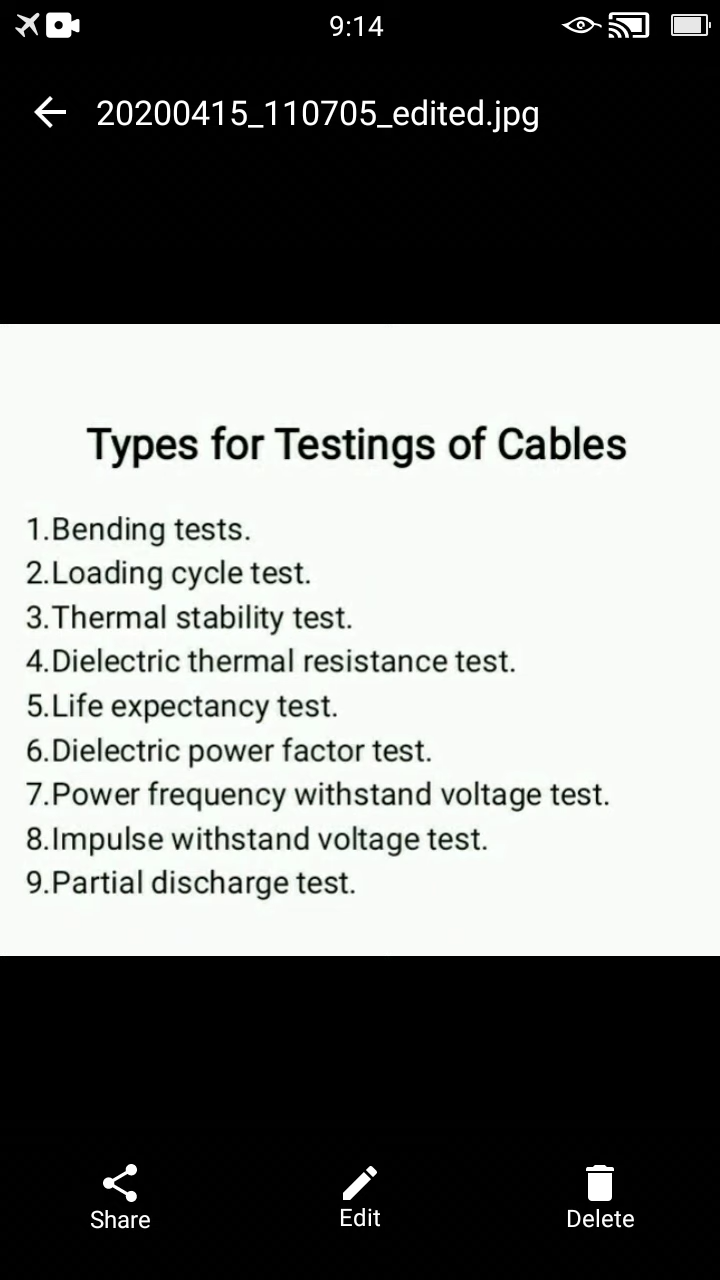 9:14
20200415_110705_edited.jpg
Types for Testings of Cables
1.Bending tests.
2.Loading cycle test.
3.Thermal stability test.
4.Dielectric thermal resistance test.
5.Life expectancy test.
6.Dielectric power factor test.
7.Power frequency withstand voltage test.
8.Impulse withstand voltage test.
9.Partial discharge test.
Share Edit Delete